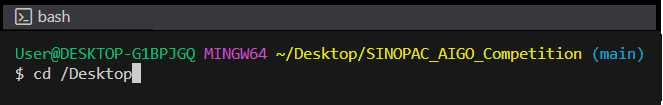 bash
User@DESKTOP-G1BPJGQ MINGW64 ~/Desktop/SINOPAC_AIGO_Competition (main)
$ cd /Desktop